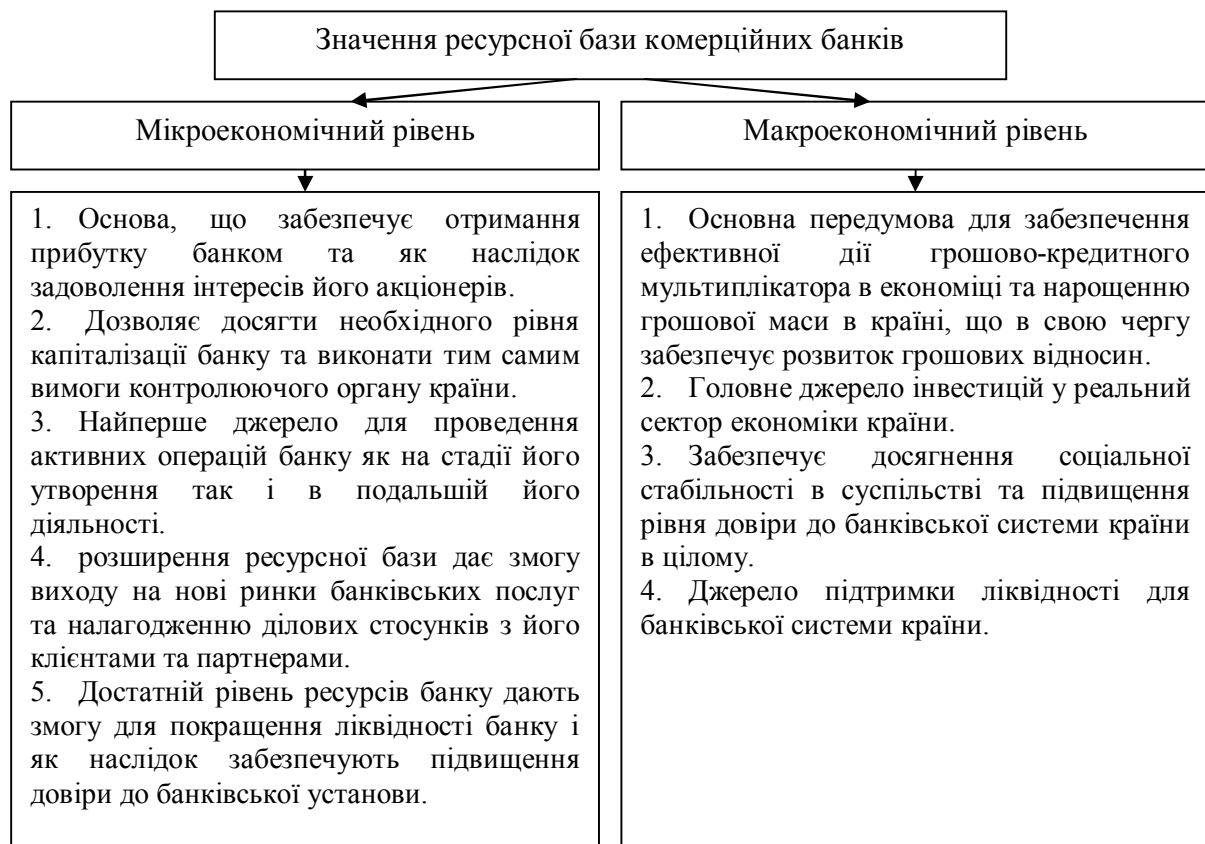 Значення ресурсної бази комерційних банків
Мікроекономічний рівень
Макроекономічний рівень
1. Основа, що забезпечує отримання
прибутку банком та як наслідок
задоволення інтересів його акціонерів.
2. Дозволяє досягти необхідного рівня
капіталізації банку та виконати тим самим
вимоги контролюючого органу країни.
3. Найперше джерело для проведення
активних операцій банку як на стадії його
утворення так і в подальшій його
діяльності.
4. розширення ресурсної бази дає змогу
виходу на нові ринки банківських послуг
та налагодженню ділових стосунків з його
клієнтами та партнерами.
5. Достатній рівень ресурсів банку дають
змогу для покращення ліквідності банку і
як наслідок забезпечують підвищення
довіри до банківської установи.
1. Основна передумова для забезпечення
ефективної дії грошово-кредитного
мультиплікатора в економіці та нарощенню
грошової маси в країні, що в свою чергу
забезпечує розвиток грошових відносин.
2. Головне джерело інвестицій у реальний
сектор економіки країни.
3. Забезпечує досягнення соціальної
стабільності в суспільстві та підвищення
рівня довіри до банківської системи країни
в цілому.
4. Джерело підтримки ліквідності для
банківської системи країни.